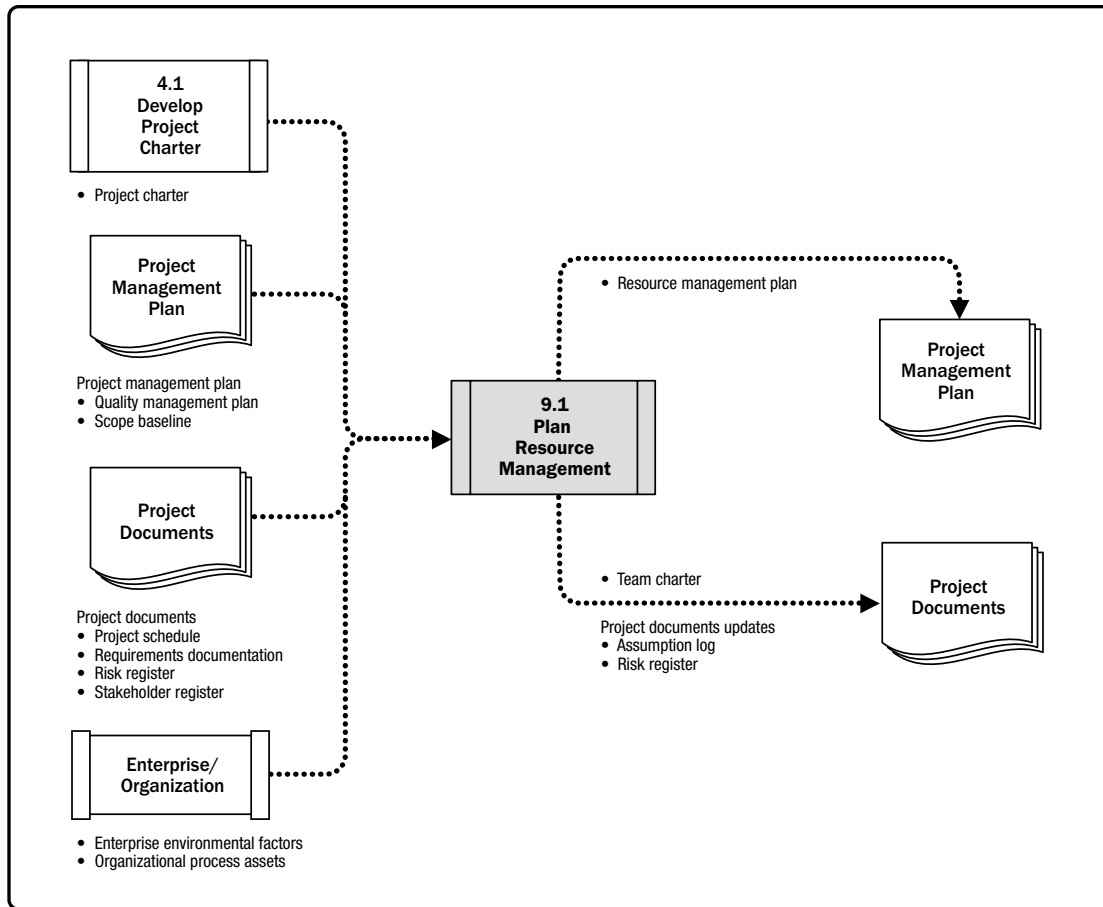 4.1
Develop
Project
Charter
• Project charter
Project
Management
Plan
Project management plan
• Quality management plan
• Scope baseline
Project
Documents
Project documents
• Project schedule
• Requirements documentation
• Risk register
• Stakeholder register
Enterprise/
Organization
• Enterprise environmental factors
• Organizational process assets
9.1
Plan
Resource
Management
• Resource management plan
Project
Management
Plan
• Team charter
Project documents updates
• Assumption log
• Risk register
Project
Documents